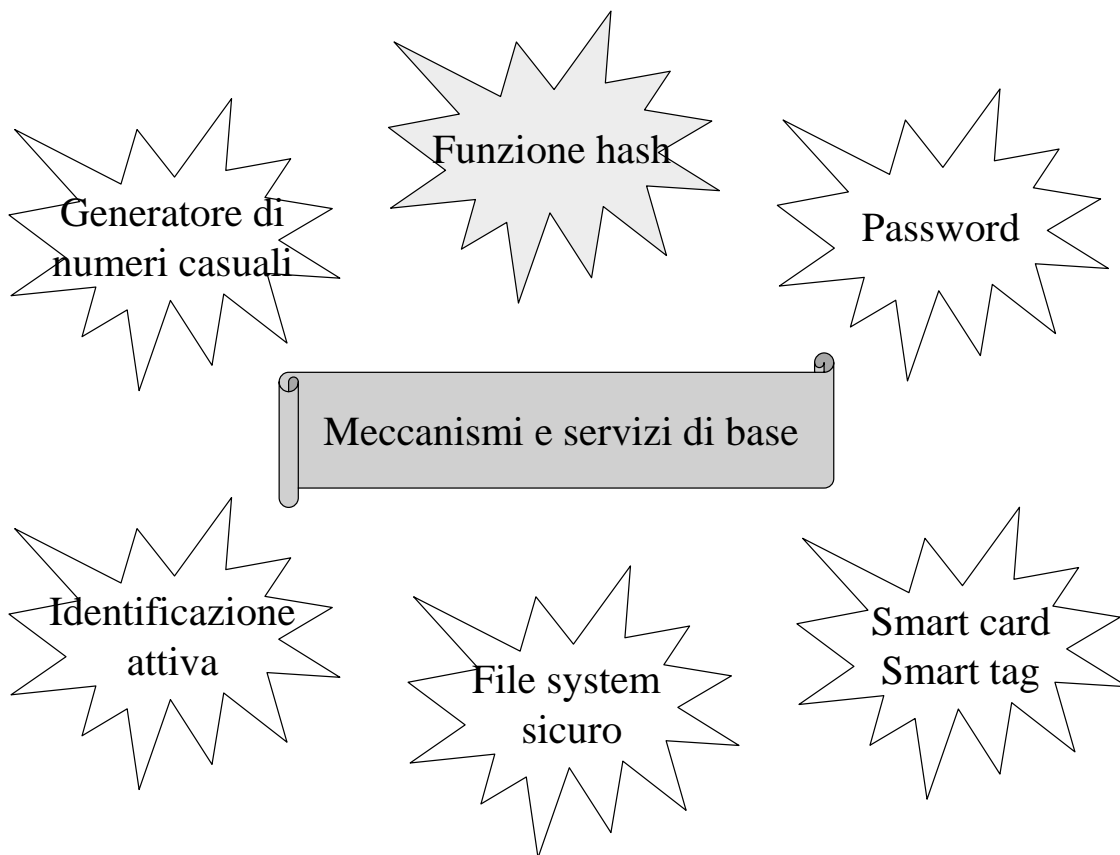 Funzione hash
Generatore di
numeri casuali
Password
Meccanismi e servizi di base
Identificazione
attiva
File system
sicuro
Smart card
Smart tag